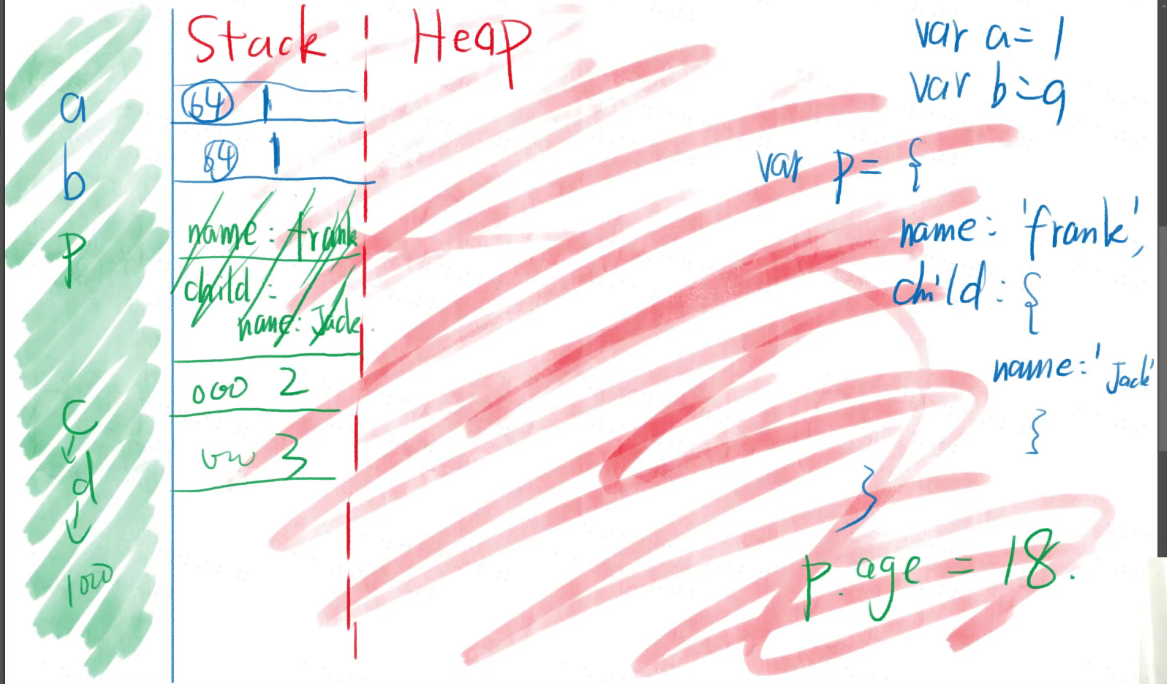 Stack Heap
a
b
p
c
d
1000
64 1
64 1
name: frank
child:
name: Jack
000 2
3
var a=1
var b=a
var p= {
name: 'frank',
child: {
name:'Jack'
}
}
p.age = 18.